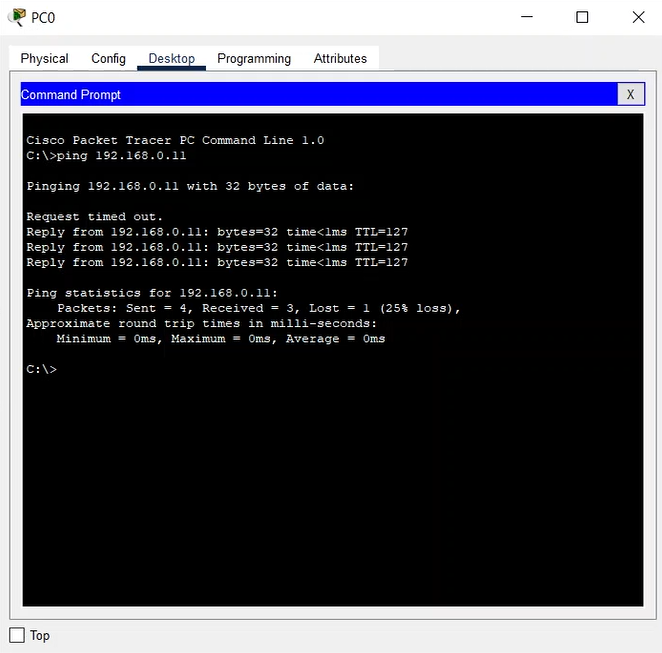 PC0
Physical Config Desktop Programming Attributes
Command Prompt X
Cisco Packet Tracer PC Command Line 1.0
C:\>ping 192.168.0.11
Pinging 192.168.0.11 with 32 bytes of data:
Request timed out.
Reply from 192.168.0.11: bytes=32 time<1ms TTL=127
Reply from 192.168.0.11: bytes=32 time<1ms TTL=127
Reply from 192.168.0.11: bytes=32 time<1ms TTL=127
Ping statistics for 192.168.0.11:
Packets: Sent = 4, Received = 3, Lost = 1 (25% loss),
Approximate round trip times in milli-seconds:
Minimum = 0ms, Maximum = 0ms, Average = 0ms
C:\>
Top